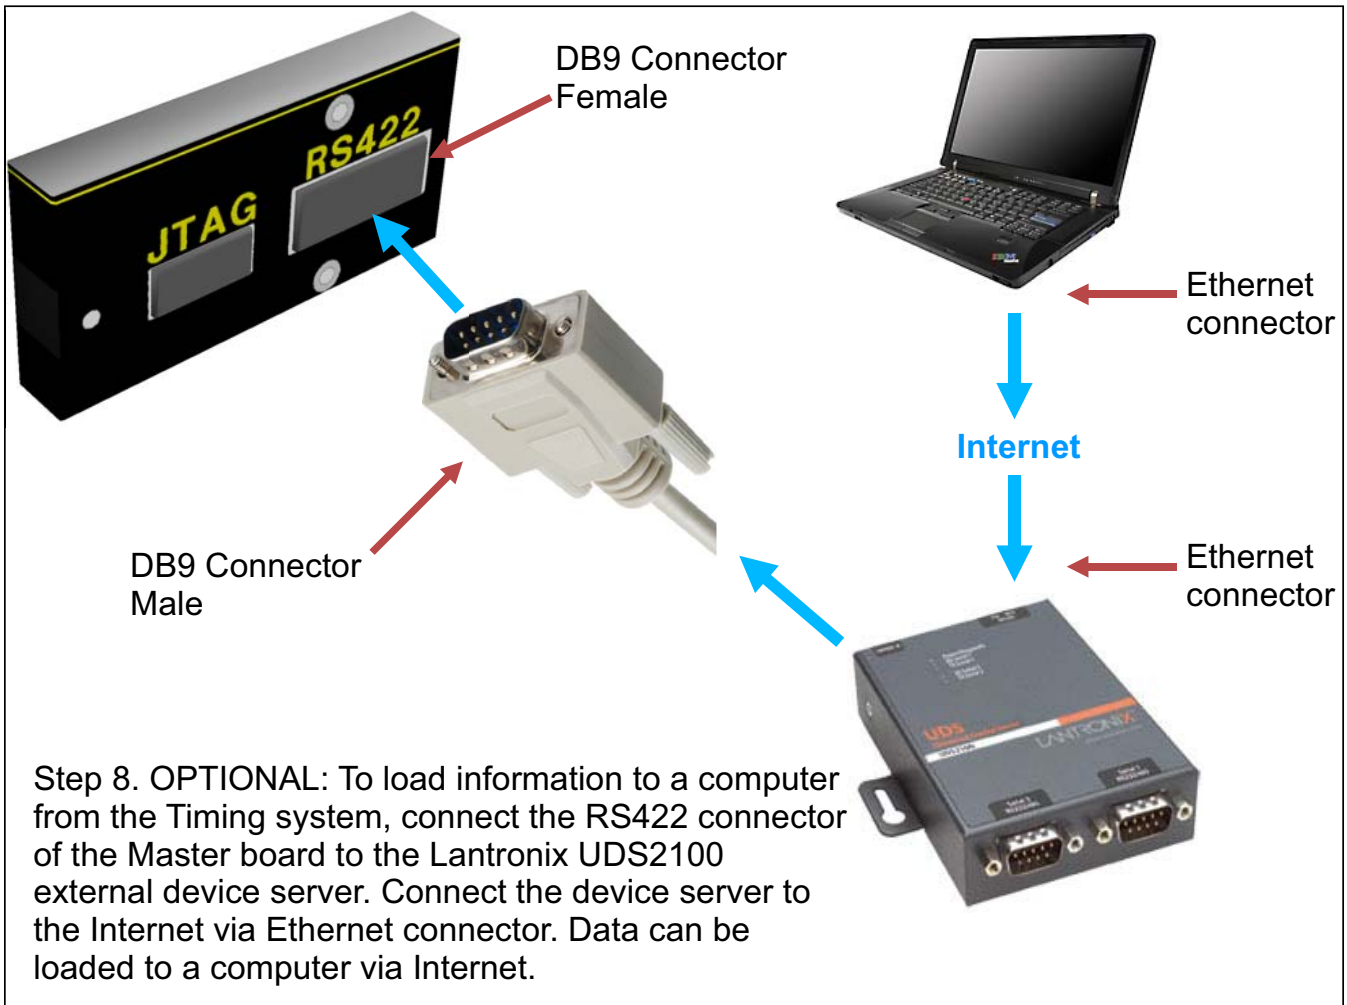 DB9 Connector
Female
RS422
JTAG
Ethernet
connector
Internet
DB9 Connector
Male
Ethernet
connector
UDS
LANTRONIX
UDS2100
IBM
Step 8. OPTIONAL: To load information to a computer
from the Timing system, connect the RS422 connector
of the Master board to the Lantronix UDS2100
external device server. Connect the device server to
the Internet via Ethernet connector. Data can be
loaded to a computer via Internet.